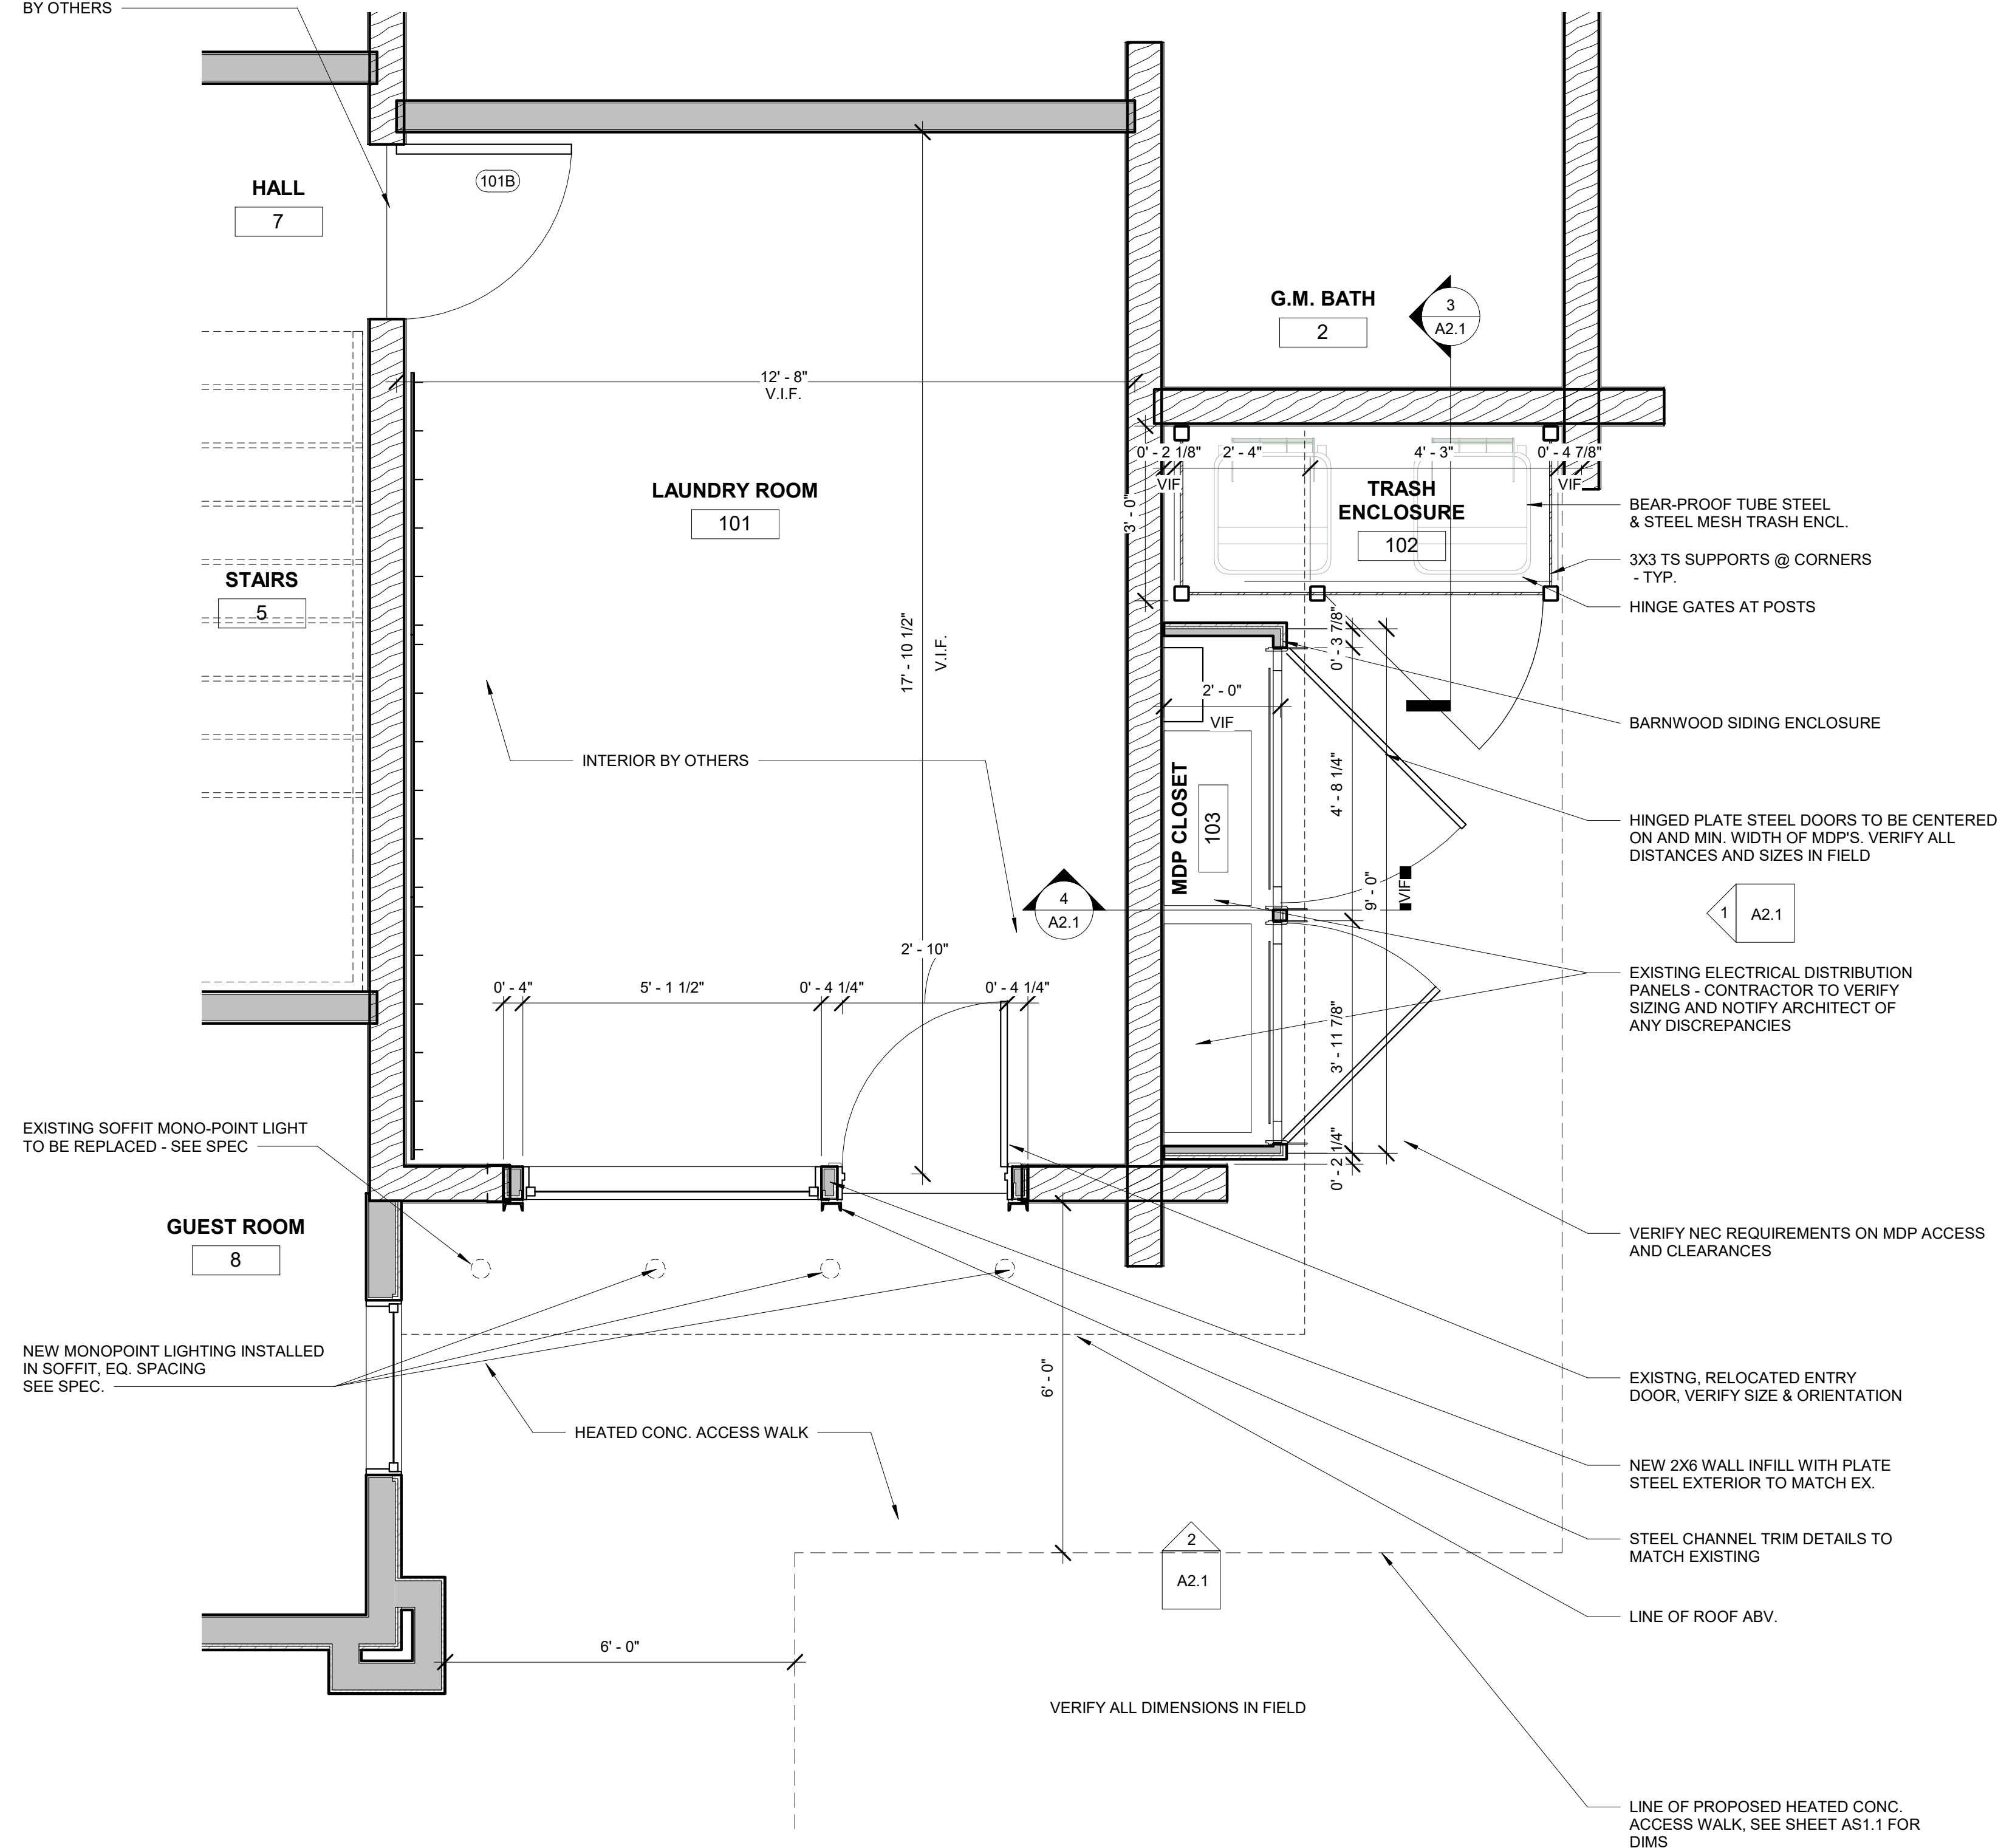 BY OTHERS
101B
HALL
7
G.M. BATH
2
3
A2.1
12' - 8"
V.I.F.
0' - 2 1/8"
VIF
2' - 4"
4' - 3"
0' - 4 7/8"
VIF
3' - 0"
LAUNDRY ROOM
101
TRASH
ENCLOSURE
102
BEAR-PROOF TUBE STEEL
& STEEL MESH TRASH ENCL.
3X3 TS SUPPORTS @ CORNERS
- TYP.
HINGE GATES AT POSTS
STAIRS
5
17' - 10 1/2"
V.I.F.
0' - 3 7/8"
2' - 0"
VIF
BARNWOOD SIDING ENCLOSURE
INTERIOR BY OTHERS
MDP CLOSET
103
4' - 8 1/4"
HINGED PLATE STEEL DOORS TO BE CENTERED
ON AND MIN. WIDTH OF MDP'S. VERIFY ALL
DISTANCES AND SIZES IN FIELD
4
A2.1
9' - 0"
VIF
1
A2.1
2' - 10"
0' - 4"
5' - 1 1/2"
0' - 4 1/4"
0' - 4 1/4"
3' - 11 7/8"
EXISTING ELECTRICAL DISTRIBUTION
PANELS - CONTRACTOR TO VERIFY
SIZING AND NOTIFY ARCHITECT OF
ANY DISCREPANCIES
EXISTING SOFFIT MONO-POINT LIGHT
TO BE REPLACED - SEE SPEC
0' - 2 1/4"
GUEST ROOM
8
VERIFY NEC REQUIREMENTS ON MDP ACCESS
AND CLEARANCES
NEW MONOPOINT LIGHTING INSTALLED
IN SOFFIT, EQ. SPACING
SEE SPEC.
6' - 0"
EXISTNG, RELOCATED ENTRY
DOOR, VERIFY SIZE & ORIENTATION
HEATED CONC. ACCESS WALK
NEW 2X6 WALL INFILL WITH PLATE
STEEL EXTERIOR TO MATCH EX.
2
A2.1
STEEL CHANNEL TRIM DETAILS TO
MATCH EXISTING
LINE OF ROOF ABV.
6' - 0"
VERIFY ALL DIMENSIONS IN FIELD
LINE OF PROPOSED HEATED CONC.
ACCESS WALK, SEE SHEET AS1.1 FOR
DIMS